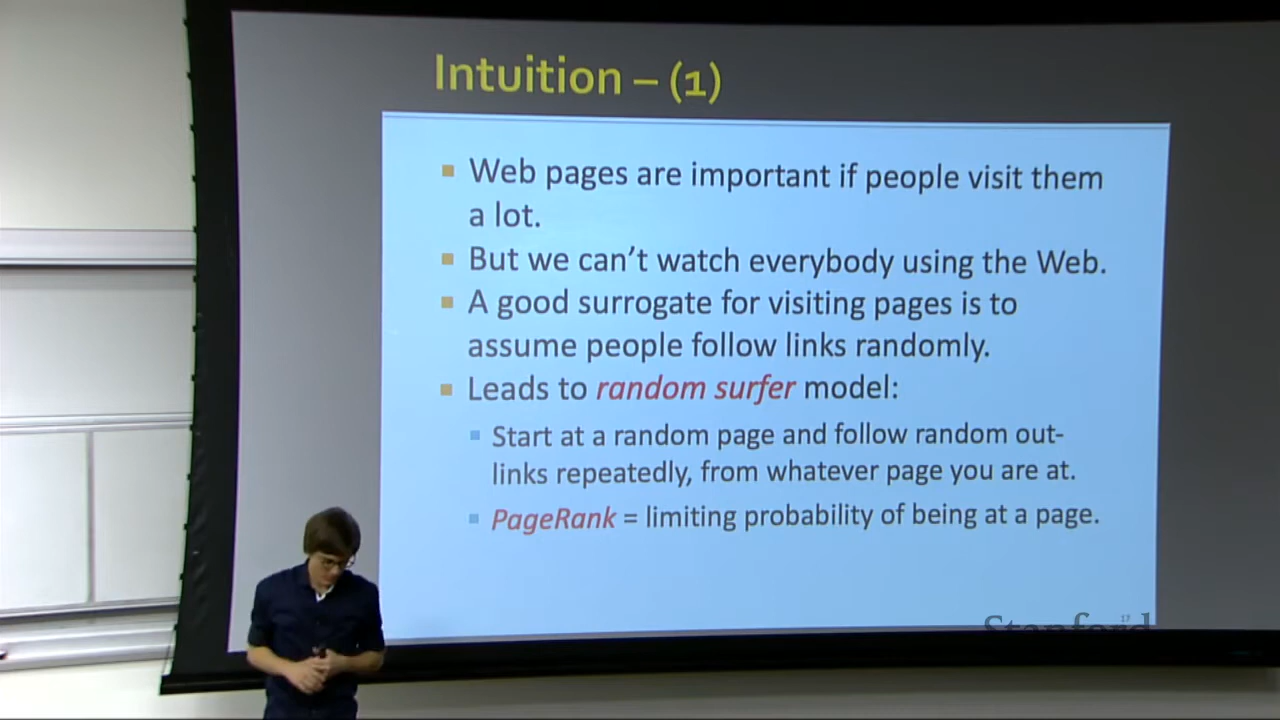 Intuition – (1)
■ Web pages are important if people visit them
a lot.
■ But we can't watch everybody using the Web.
■ A good surrogate for visiting pages is to
assume people follow links randomly.
■ Leads to random surfer model:
■ Start at a random page and follow random out-
links repeatedly, from whatever page you are at.
■ PageRank = limiting probability of being at a page.
17
Stanford